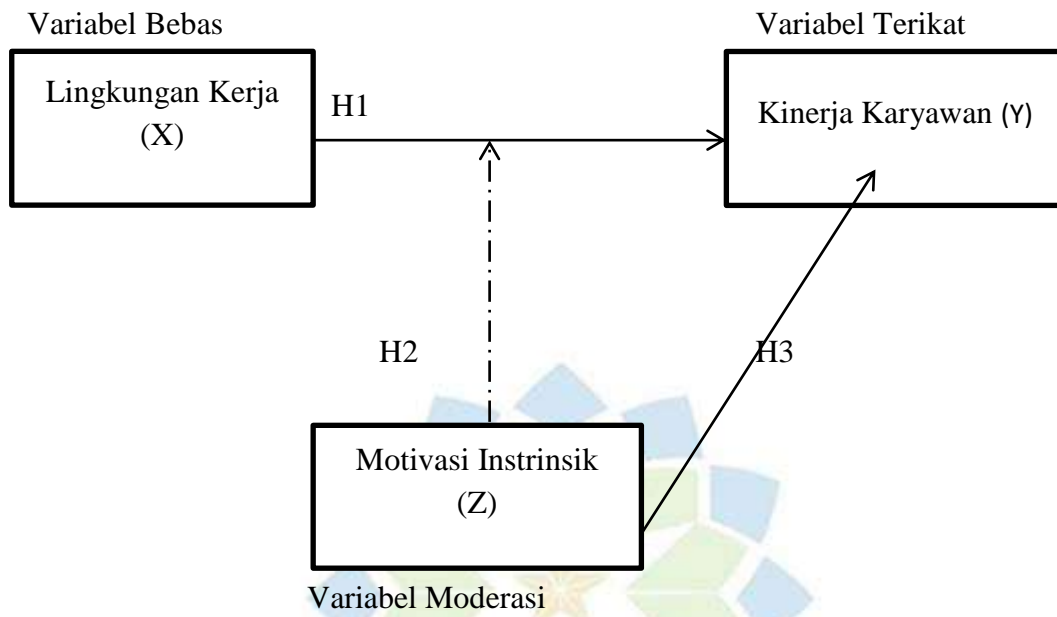 Variabel Bebas
Variabel Terikat
Lingkungan Kerja
(X)
H1
Kinerja Karyawan (Y)
H2
H3
Motivasi Instrinsik
(Z)
Variabel Moderasi